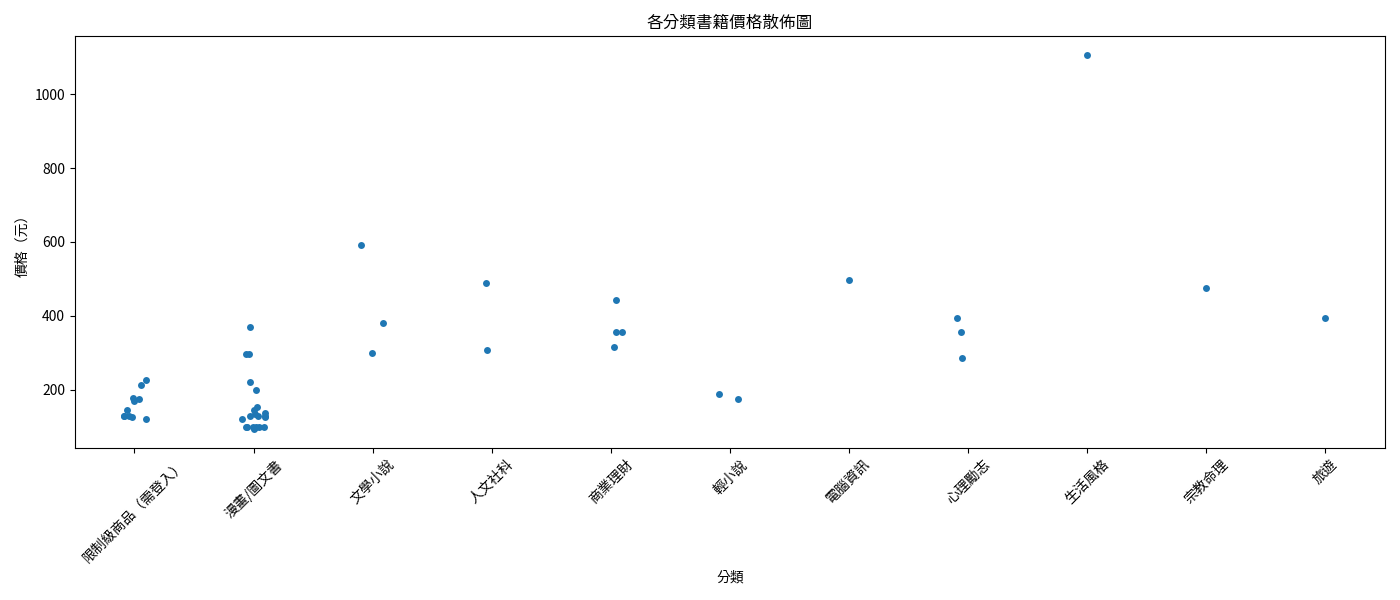 各分類書籍價格散佈圖
價格（元）
1000
800
600
400
200
限制級商品（需登入）
漫畫/圖文書
文學小說
人文社科
商業理財
輕小說
電腦資訊
心理勵志
生活風格
宗教命理
旅遊
分類